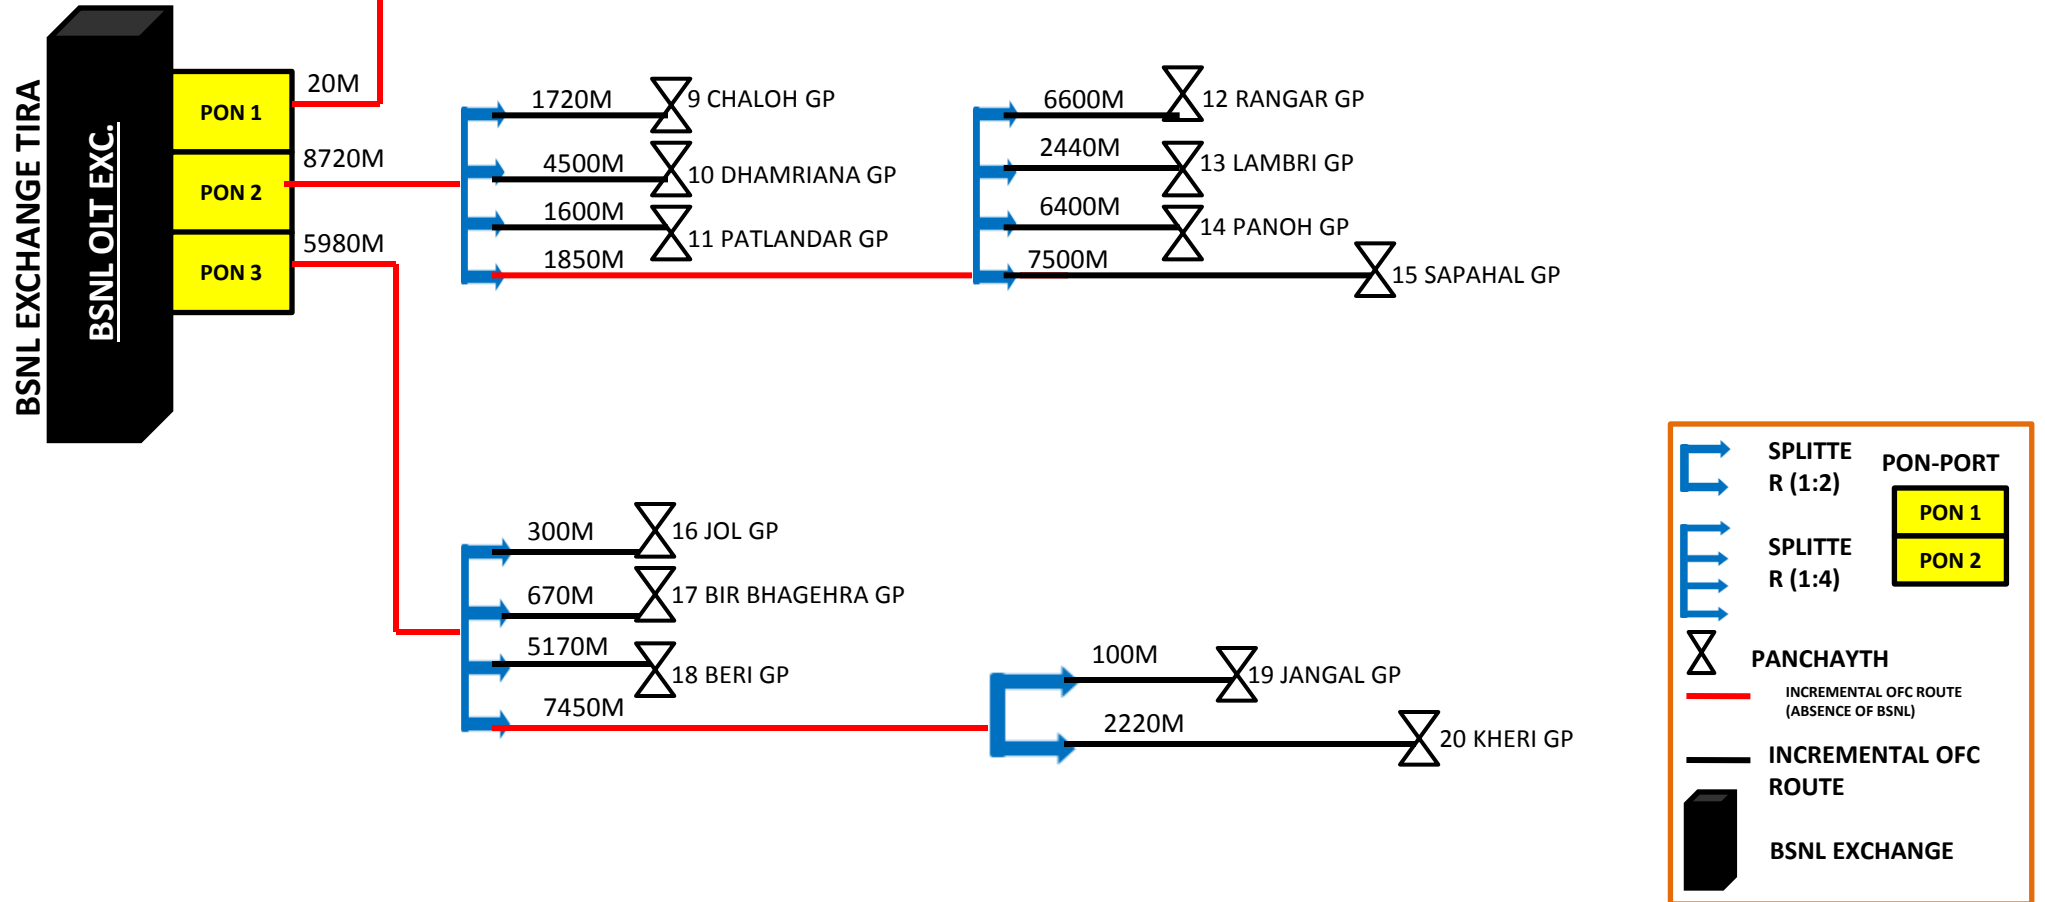 BSNL EXCHANGE TIRA
BSNL OLT EXC.
PON 1
PON 2
PON 3
20M
8720M
5980M
1720M
9 CHALOH GP
4500M
10 DHAMRIANA GP
1600M
11 PATLANDAR GP
1850M
6600M
12 RANGAR GP
2440M
13 LAMBRI GP
6400M
14 PANOH GP
7500M
15 SAPAHAL GP
300M
16 JOL GP
670M
17 BIR BHAGEHRA GP
5170M
18 BERI GP
7450M
100M
19 JANGAL GP
2220M
20 KHERI GP
SPLITTE
R (1:2)
PON-PORT
PON 1
PON 2
SPLITTE
R (1:4)
PANCHAYTH
INCREMENTAL OFC ROUTE
(ABSENCE OF BSNL)
INCREMENTAL OFC
ROUTE
BSNL EXCHANGE